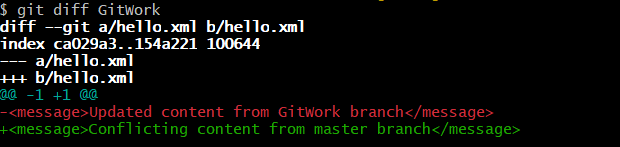 $ git diff GitWork
diff --git a/hello.xml b/hello.xml
index ca029a3..154a221 100644
--- a/hello.xml
+++ b/hello.xml
@@ -1 +1 @@
-<message>Updated content from GitWork branch</message>
+<message>Conflicting content from master branch</message>